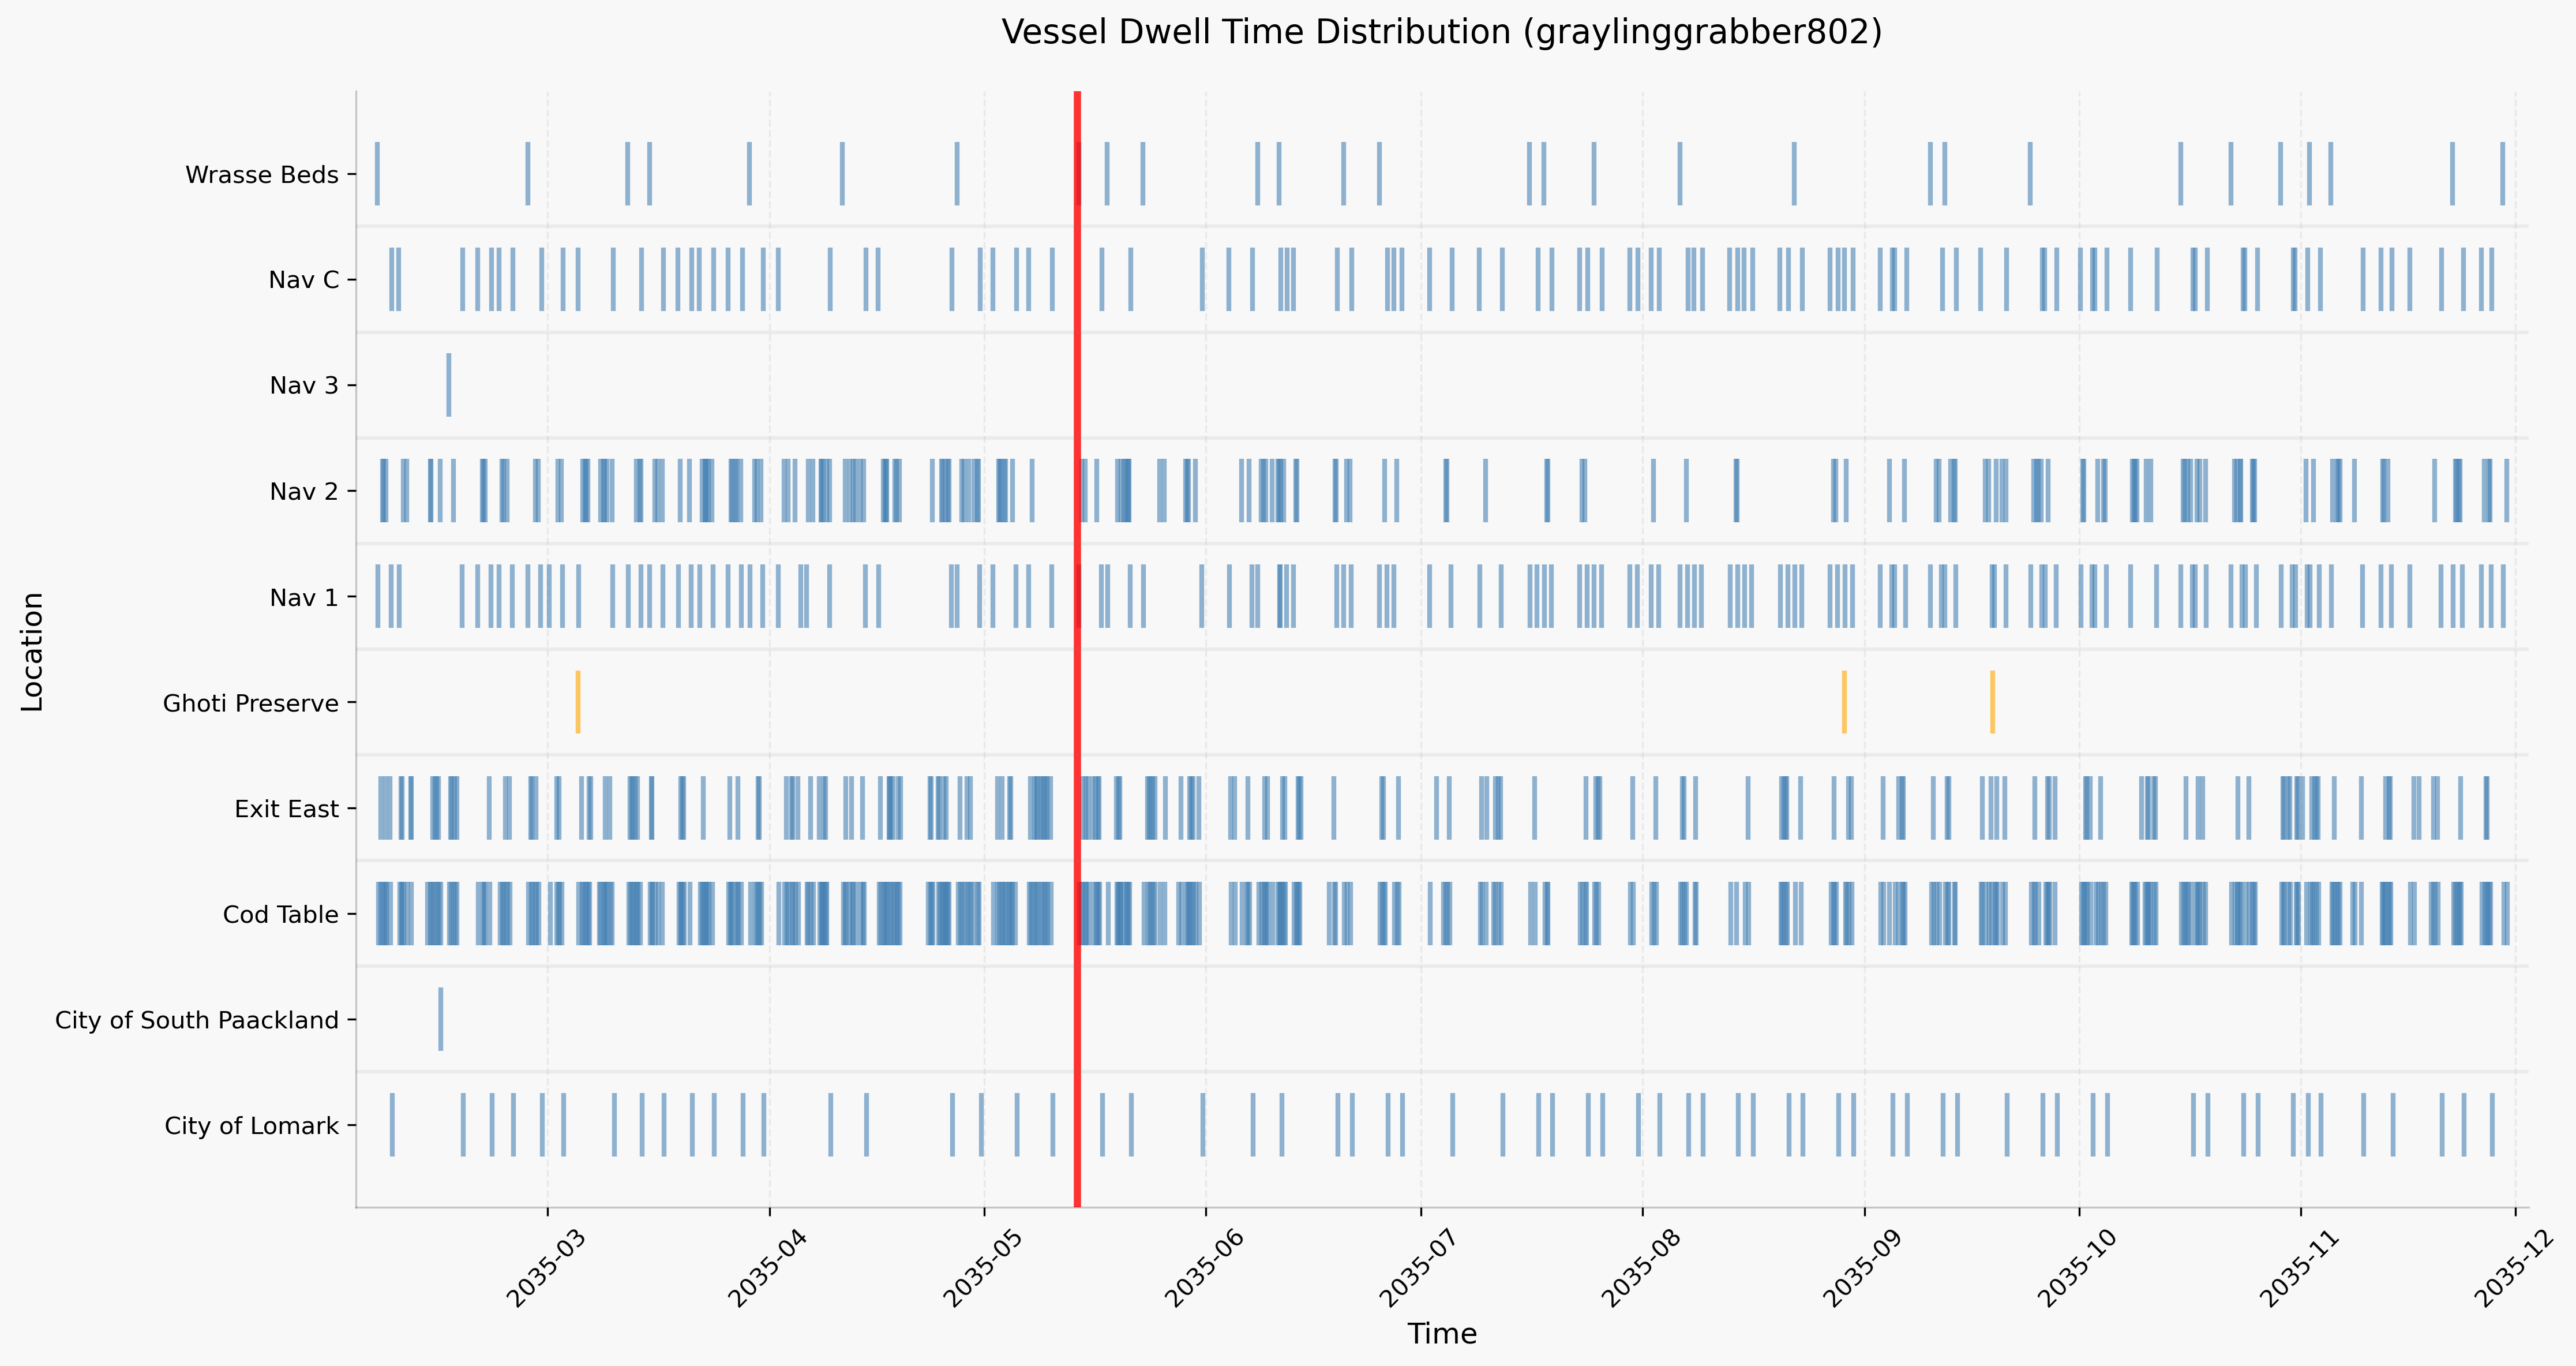 Vessel Dwell Time Distribution (graylinggrabber802)
Location
Wrasse Beds
Nav C
Nav 3
Nav 2
Nav 1
Ghoti Preserve
Exit East
Cod Table
City of South Paackland
City of Lomark
2035-03
2035-04
2035-05
2035-06
2035-07
2035-08
2035-09
2035-10
2035-11
2035-12
Time